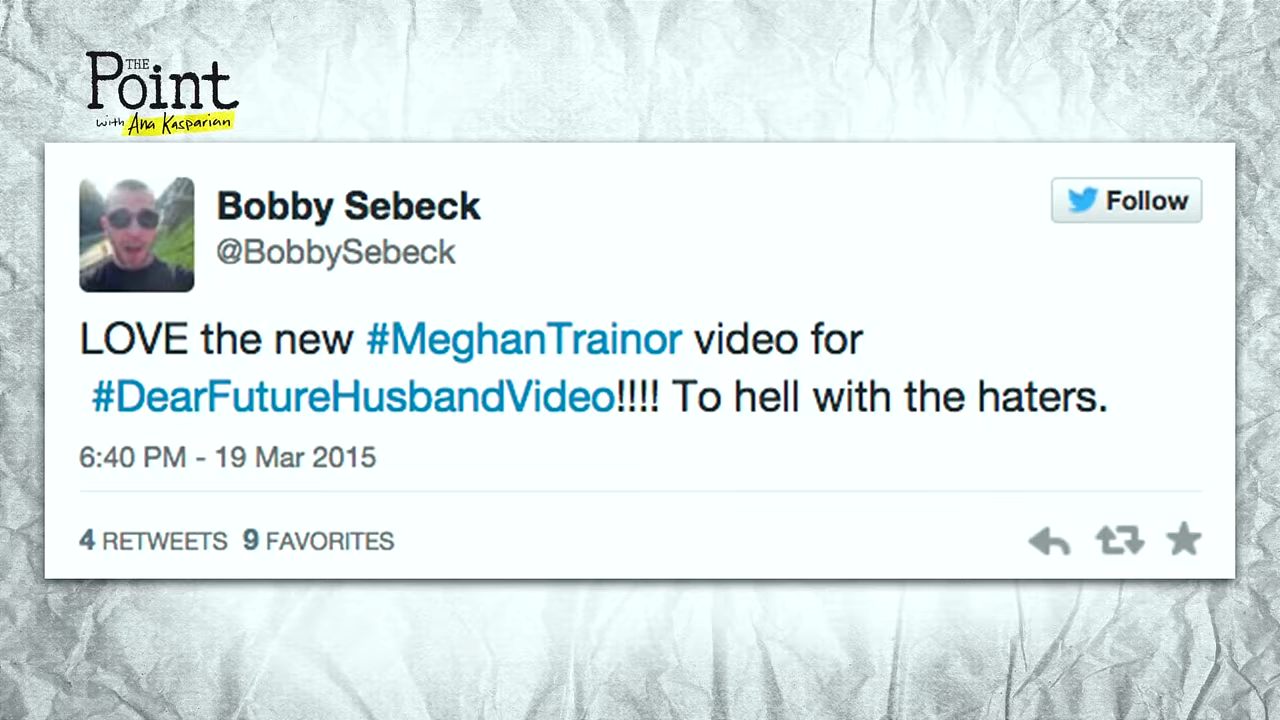 THE
Point
with Ana Kasparian
Bobby Sebeck
Follow
@BobbySebeck
LOVE the new #MeghanTrainor video for
#DearFutureHusbandVideo!!!! To hell with the haters.
6:40 PM - 19 Mar 2015
4 RETWEETS 9 FAVORITES